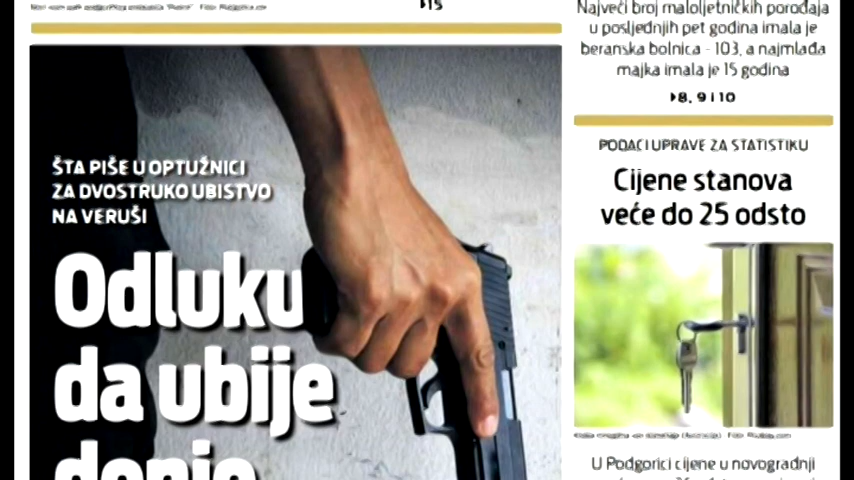 15
Najveći broj maloljetničkih porođaja
u posljednjih pet godina imala je
beranska bolnica - 103, a najmlađa
majka imala je 15 godina
8, 9 i 10
ŠTA PIŠE U OPTUŽNICI
ZA DVOSTRUKO UBISTVO
NA VERUŠI
Odluku
da ubije
PODACI UPRAVE ZA STATISTIKU
Cijene stanova
veće do 25 odsto
U Podgorici cijene u novogradnji